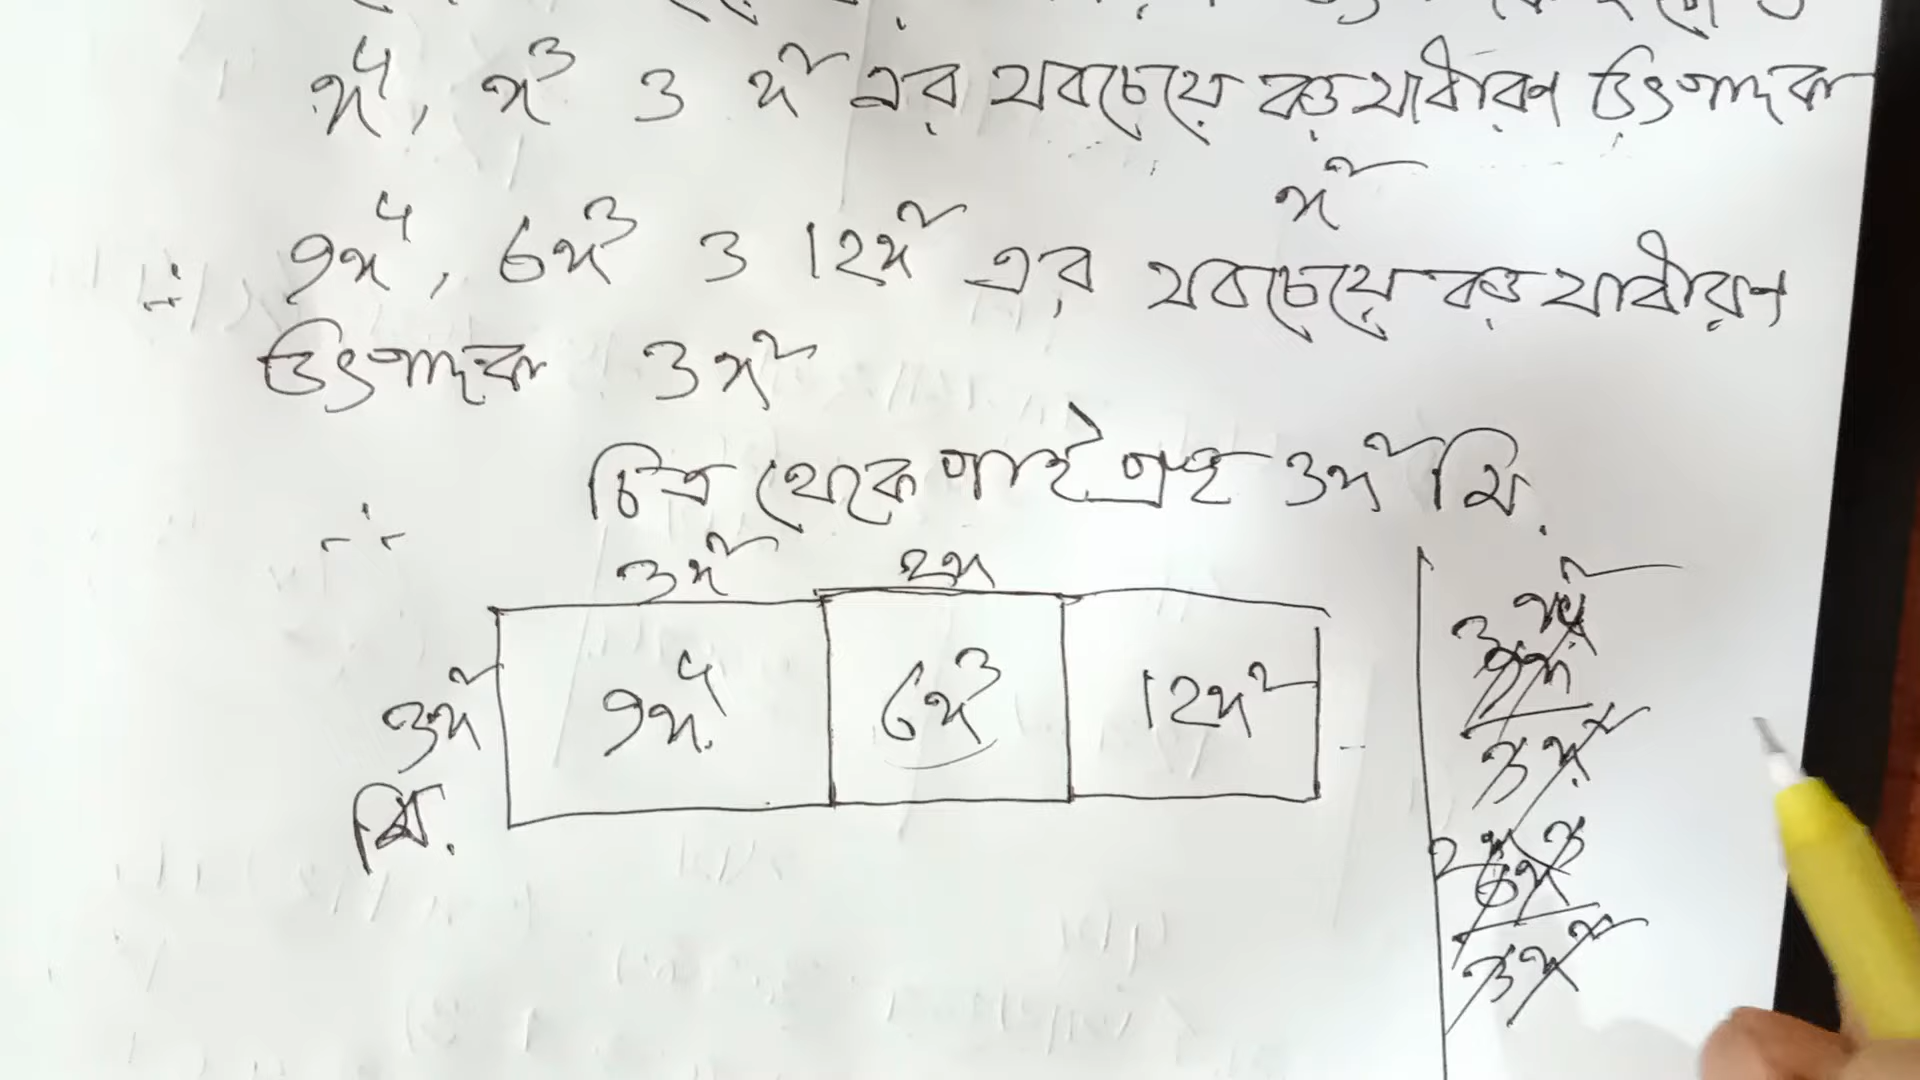 x⁴, x³ ও x² এর সবচেয়ে বড় সাধারণ উৎপাদক
x²
∴ 9x⁴, 6x³ ও 12x² এর সবচেয়ে বড় সাধারণ
উৎপাদক 3x²
চিত্র থেকে পাই প্রস্থ 3x² মি.
∴
3x² 2x
3x² 9x⁴ 6x³ 12x²
মি.